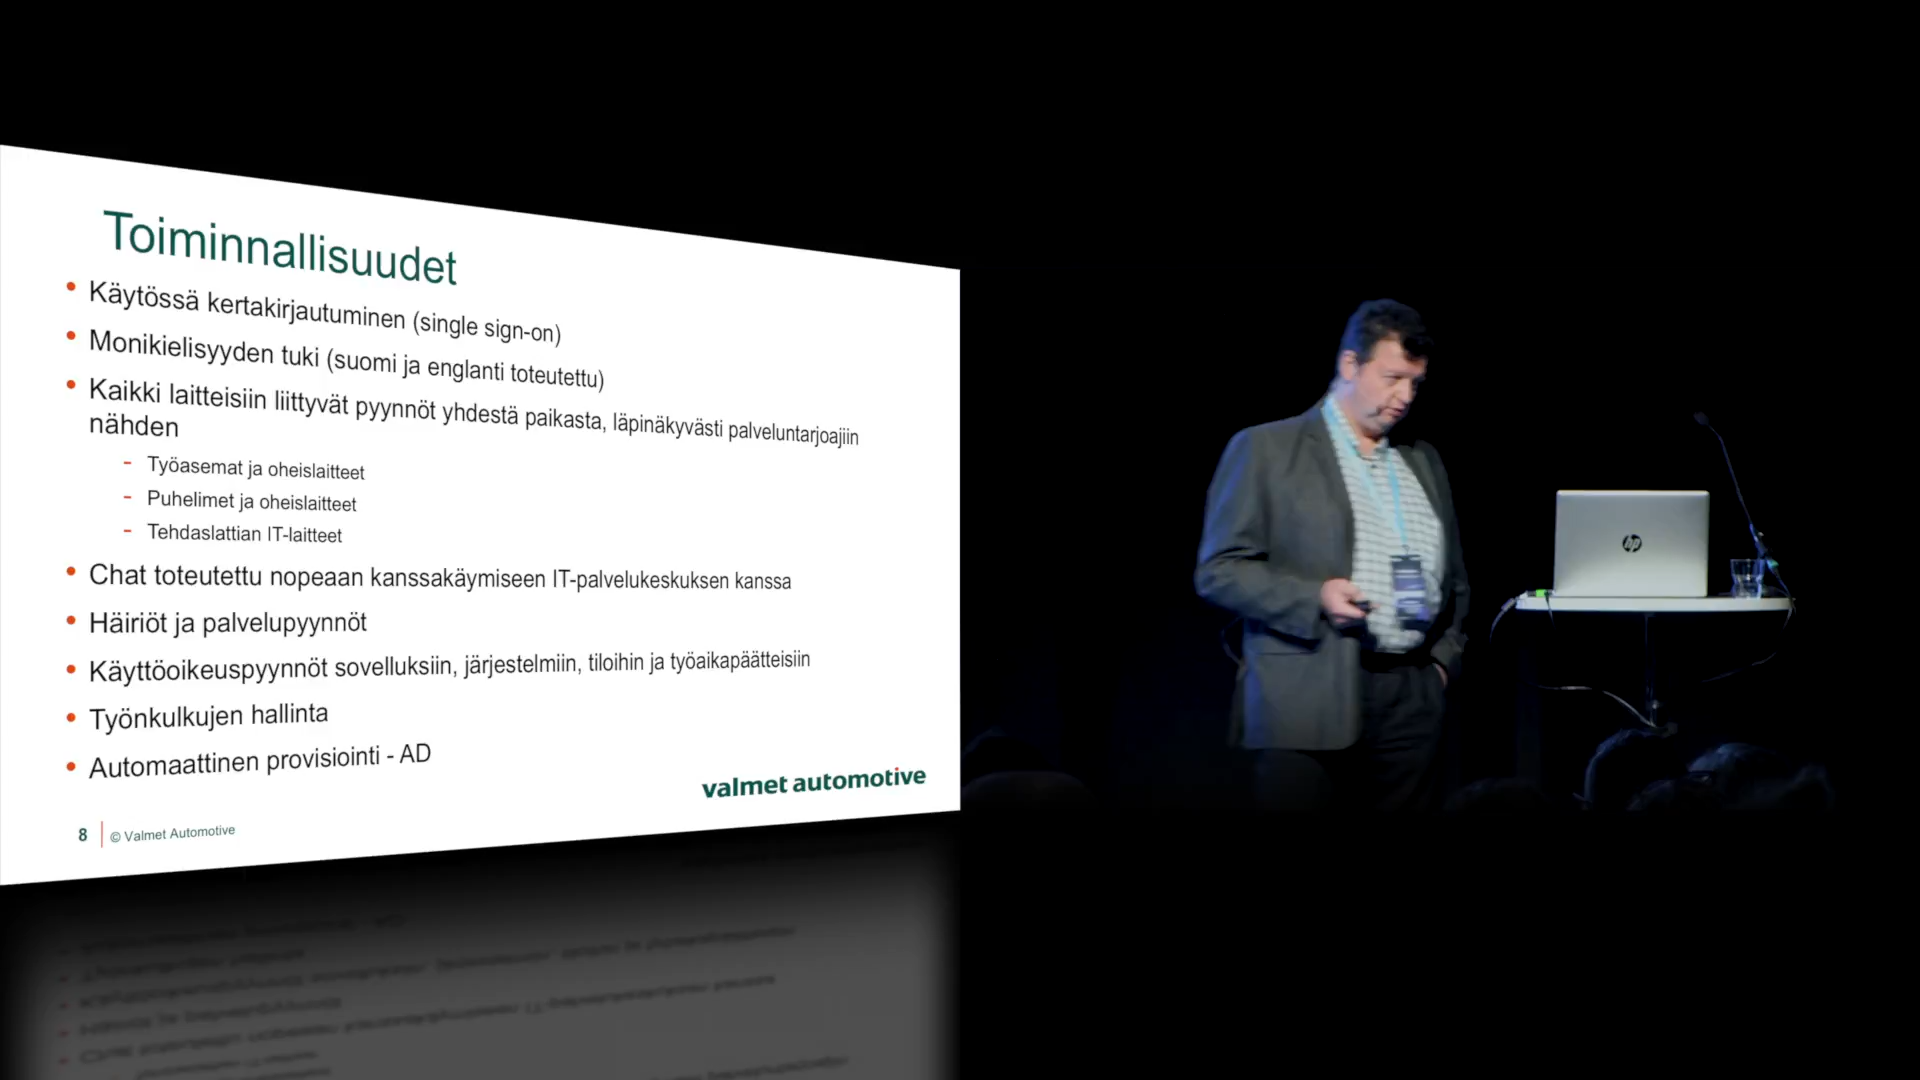 Toiminnallisuudet
• Käytössä kertakirjautuminen (single sign-on)
• Monikielisyyden tuki (suomi ja englanti toteutettu)
• Kaikki laitteisiin liittyvät pyynnöt yhdestä paikasta, läpinäkyvästi palveluntarjoajiin
nähden
- Työasemat ja oheislaitteet
- Puhelimet ja oheislaitteet
- Tehdaslattian IT-laitteet
• Chat toteutettu nopeaan kanssakäymiseen IT-palvelukeskuksen kanssa
• Häiriöt ja palvelupyynnöt
• Käyttöoikeuspyynnöt sovelluksiin, järjestelmiin, tiloihin ja työaikapäätteisiin
• Työnkulkujen hallinta
• Automaattinen provisiointi - AD
valmet automotive
8 © Valmet Automotive
hp